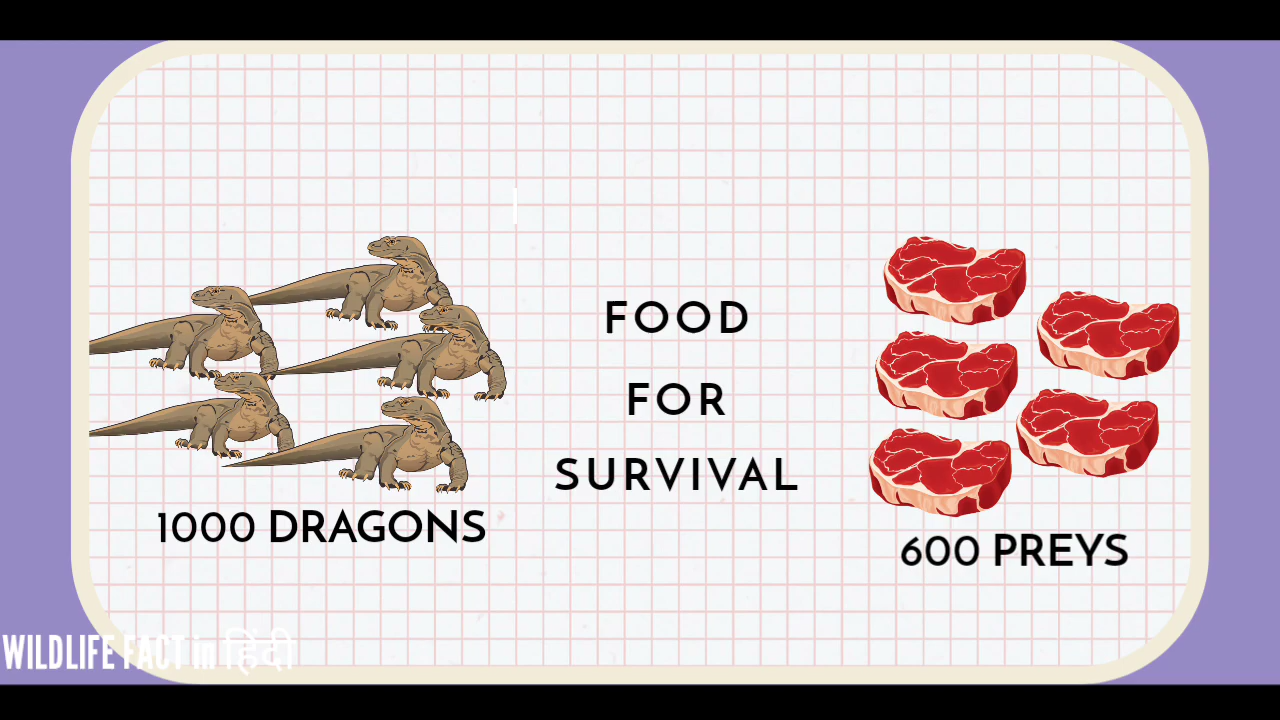 FOOD
FOR
SURVIVAL
1000 DRAGONS
600 PREYS
WILDLIFE FACT in हिंदी